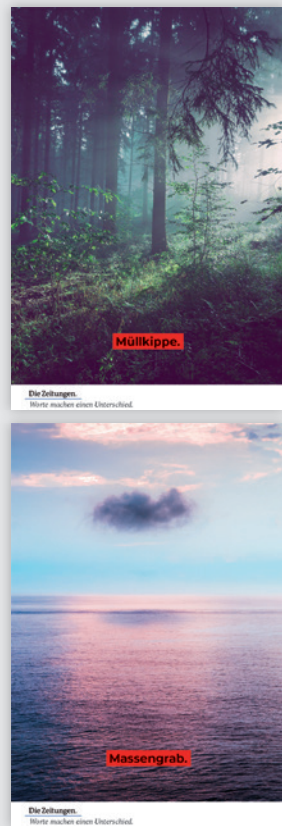 Müllkippe.
Die Zeitungen.
Worte machen einen Unterschied.
Massengrab.
Die Zeitungen.
Worte machen einen Unterschied.